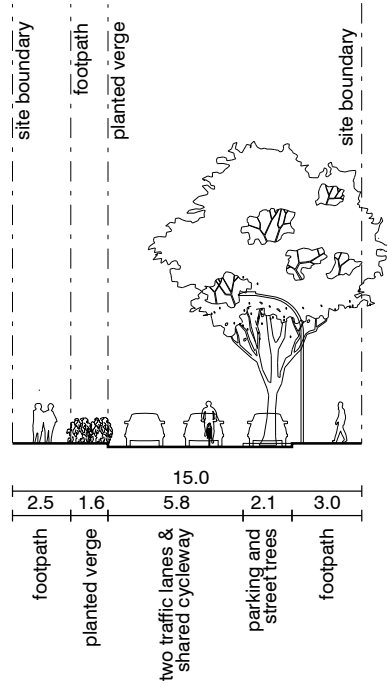 site boundary
footpath
planted verge
site boundary
15.0
2.5 1.6 5.8 2.1 3.0
footpath
planted verge
two traffic lanes &
shared cycleway
parking and
street trees
footpath